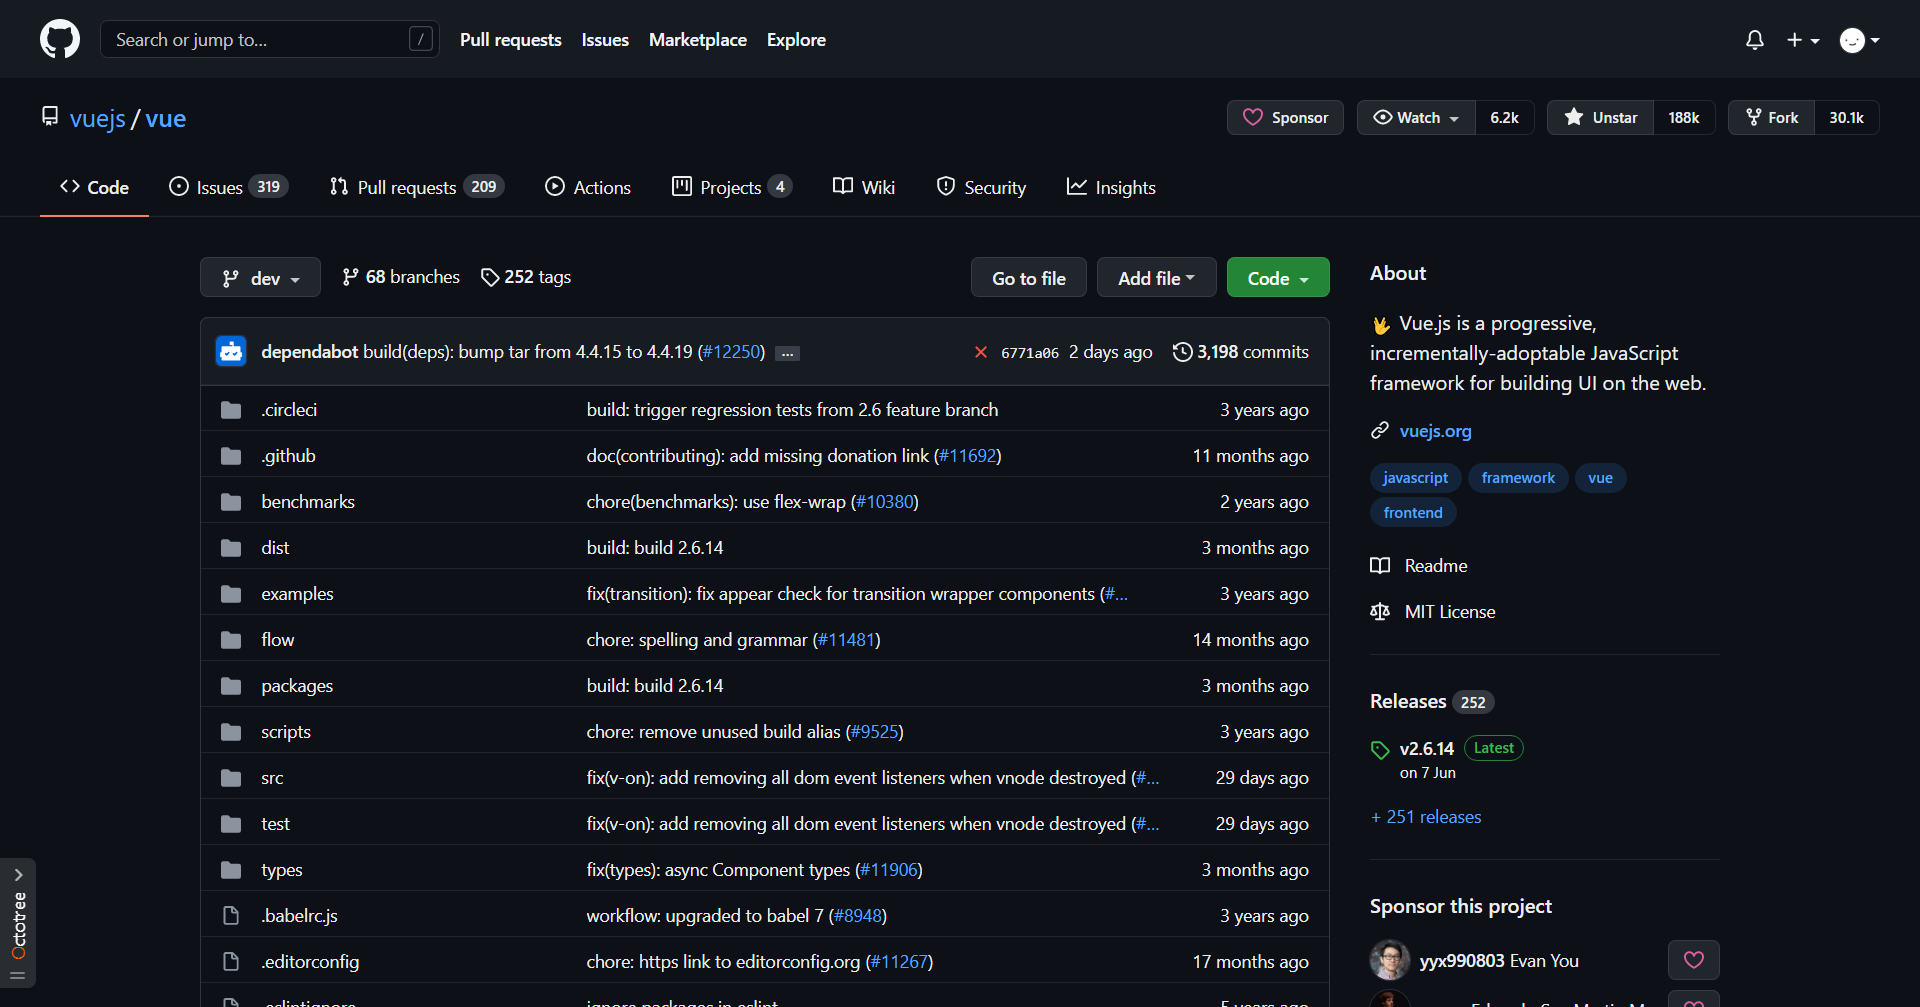 Search or jump to... /
Pull requests Issues Marketplace Explore
vuejs / vue
Sponsor Watch 6.2k Unstar 188k Fork 30.1k
Code Issues 319 Pull requests 209 Actions Projects 4 Wiki Security Insights
dev 68 branches 252 tags Go to file Add file Code
dependabot build(deps): bump tar from 4.4.15 to 4.4.19 (#12250) ... 6771a06 2 days ago 3,198 commits
.circleci build: trigger regression tests from 2.6 feature branch 3 years ago
.github doc(contributing): add missing donation link (#11692) 11 months ago
benchmarks chore(benchmarks): use flex-wrap (#10380) 2 years ago
dist build: build 2.6.14 3 months ago
examples fix(transition): fix appear check for transition wrapper components (#... 3 years ago
flow chore: spelling and grammar (#11481) 14 months ago
packages build: build 2.6.14 3 months ago
scripts chore: remove unused build alias (#9525) 3 years ago
src fix(v-on): add removing all dom event listeners when vnode destroyed (#... 29 days ago
test fix(v-on): add removing all dom event listeners when vnode destroyed (#... 29 days ago
types fix(types): async Component types (#11906) 3 months ago
.babelrc.js workflow: upgraded to babel 7 (#8948) 3 years ago
.editorconfig chore: https link to editorconfig.org (#11267) 17 months ago
.eslintignore ignore packages in eslint 5 years ago
About
Vue.js is a progressive,
incrementally-adoptable JavaScript
framework for building UI on the web.
vuejs.org
javascript framework vue
frontend
Readme
MIT License
Releases 252
v2.6.14 Latest
on 7 Jun
+ 251 releases
Sponsor this project
yyx990803 Evan You
Octotree